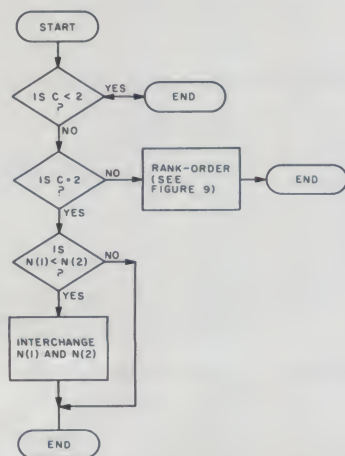 START
IS C < 2
?
YES
END
NO
IS C = 2
?
NO
RANK-ORDER
(SEE
FIGURE 9)
END
YES
IS
N(1) < N(2)
?
NO
YES
INTERCHANGE
N(1) AND N(2)
END